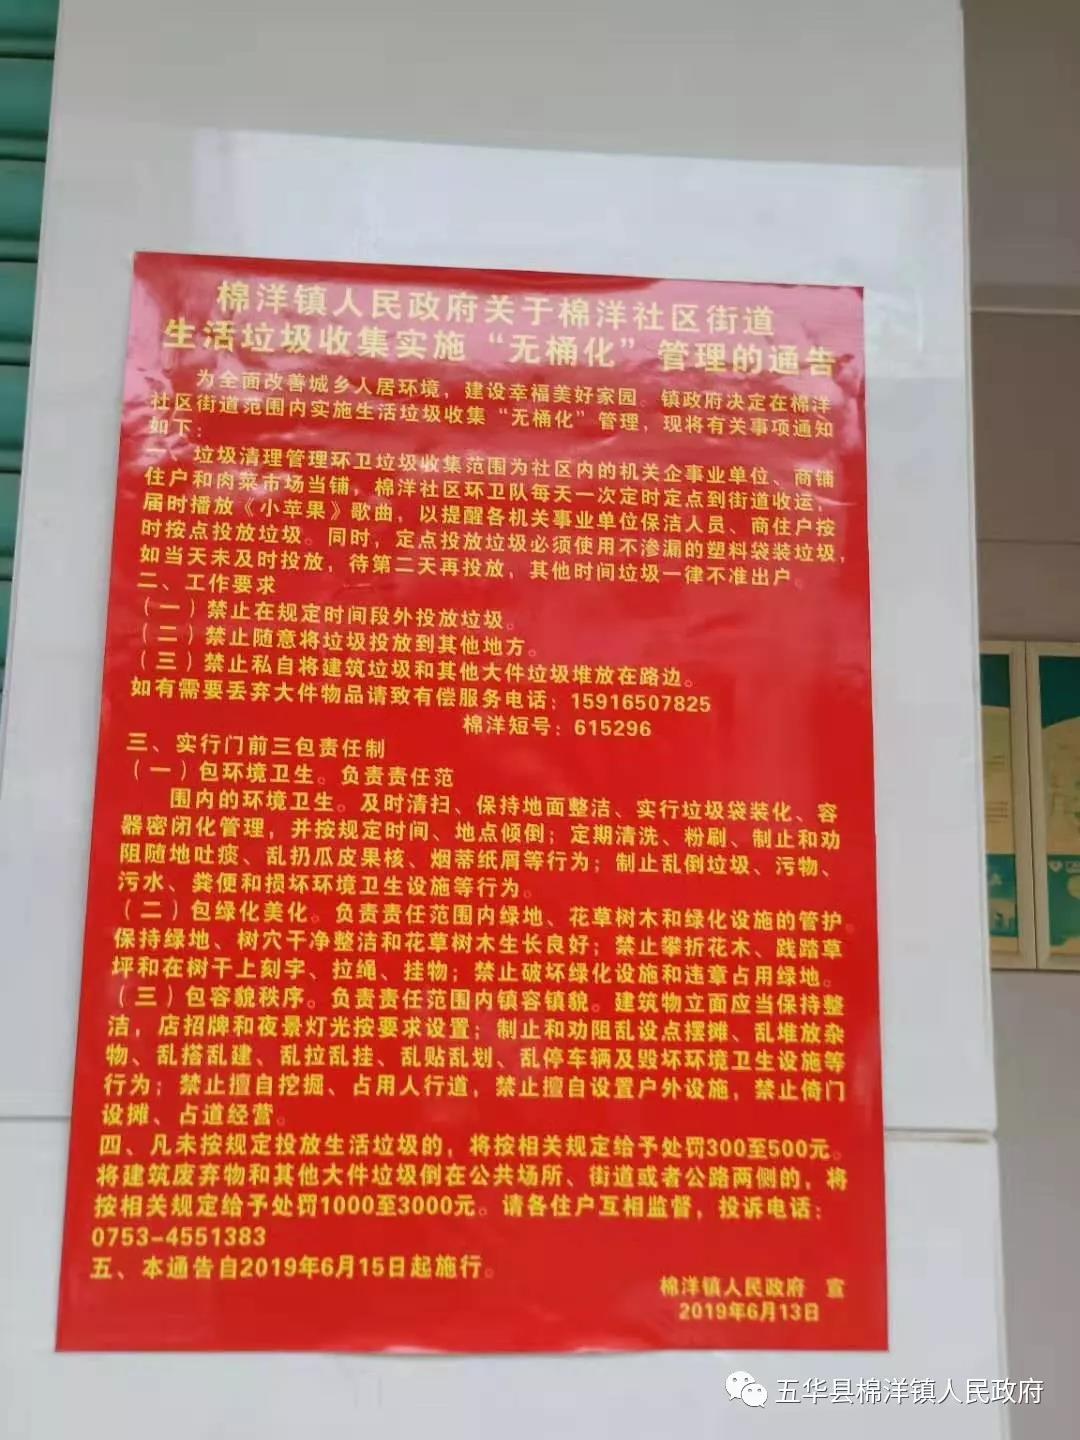 棉洋镇人民政府关于棉洋社区街道
生活垃圾收集实施“无桶化”管理的通告
为全面改善城乡人居环境，建设幸福美好家园。镇政府决定在棉洋
社区街道范围内实施生活垃圾收集“无桶化”管理，现将有关事项通知
如下：
一、垃圾清理管理环卫垃圾收集范围为社区内的机关企事业单位、商铺
住户和肉菜市场当铺，棉洋社区环卫队每天一次定时定点到街道收运，
届时播放《小苹果》歌曲，以提醒各机关事业单位保洁人员、商住户按
时按点投放垃圾。同时，定点投放垃圾必须使用不渗漏的塑料袋装垃圾，
如当天未及时投放，待第二天再投放，其他时间垃圾一律不准出户。
二、工作要求
（一）禁止在规定时间段外投放垃圾。
（二）禁止随意将垃圾投放到其他地方。
（三）禁止私自将建筑垃圾和其他大件垃圾堆放在路边。
如有需要丢弃大件物品请致有偿服务电话：15916507825
棉洋短号：615296
三、实行门前三包责任制
（一）包环境卫生。负责责任范
围内的环境卫生。及时清扫、保持地面整洁、实行垃圾袋装化、容
器密闭化管理，并按规定时间、地点倾倒；定期清洗、粉刷、制止和劝
阻随地吐痰、乱扔瓜皮果核、烟蒂纸屑等行为；制止乱倒垃圾、污物、
污水、粪便和损坏环境卫生设施等行为。
（二）包绿化美化。负责责任范围内绿地、花草树木和绿化设施的管护。
保持绿地、树穴干净整洁和花草树木生长良好；禁止攀折花木、践踏草
坪和在树干上刻字、拉绳、挂物；禁止破坏绿化设施和违章占用绿地。
（三）包容貌秩序。负责责任范围内镇容镇貌。建筑物立面应当保持整
洁，店招牌和夜景灯光按要求设置；制止和劝阻乱设点摆摊、乱堆放杂
物、乱搭乱建、乱拉乱挂、乱贴乱划、乱停车辆及毁坏环境卫生设施等
行为；禁止擅自挖掘、占用人行道，禁止擅自设置户外设施，禁止倚门
设摊、占道经营。
四、凡未按规定投放生活垃圾的，将按相关规定给予处罚300至500元。
将建筑废弃物和其他大件垃圾倒在公共场所、街道或者公路两侧的，将
按相关规定给予处罚1000至3000元。请各住户互相监督，投诉电话：
0753-4551383
五、本通告自2019年6月15日起施行。
棉洋镇人民政府 宣
2019年6月13日
五华县棉洋镇人民政府